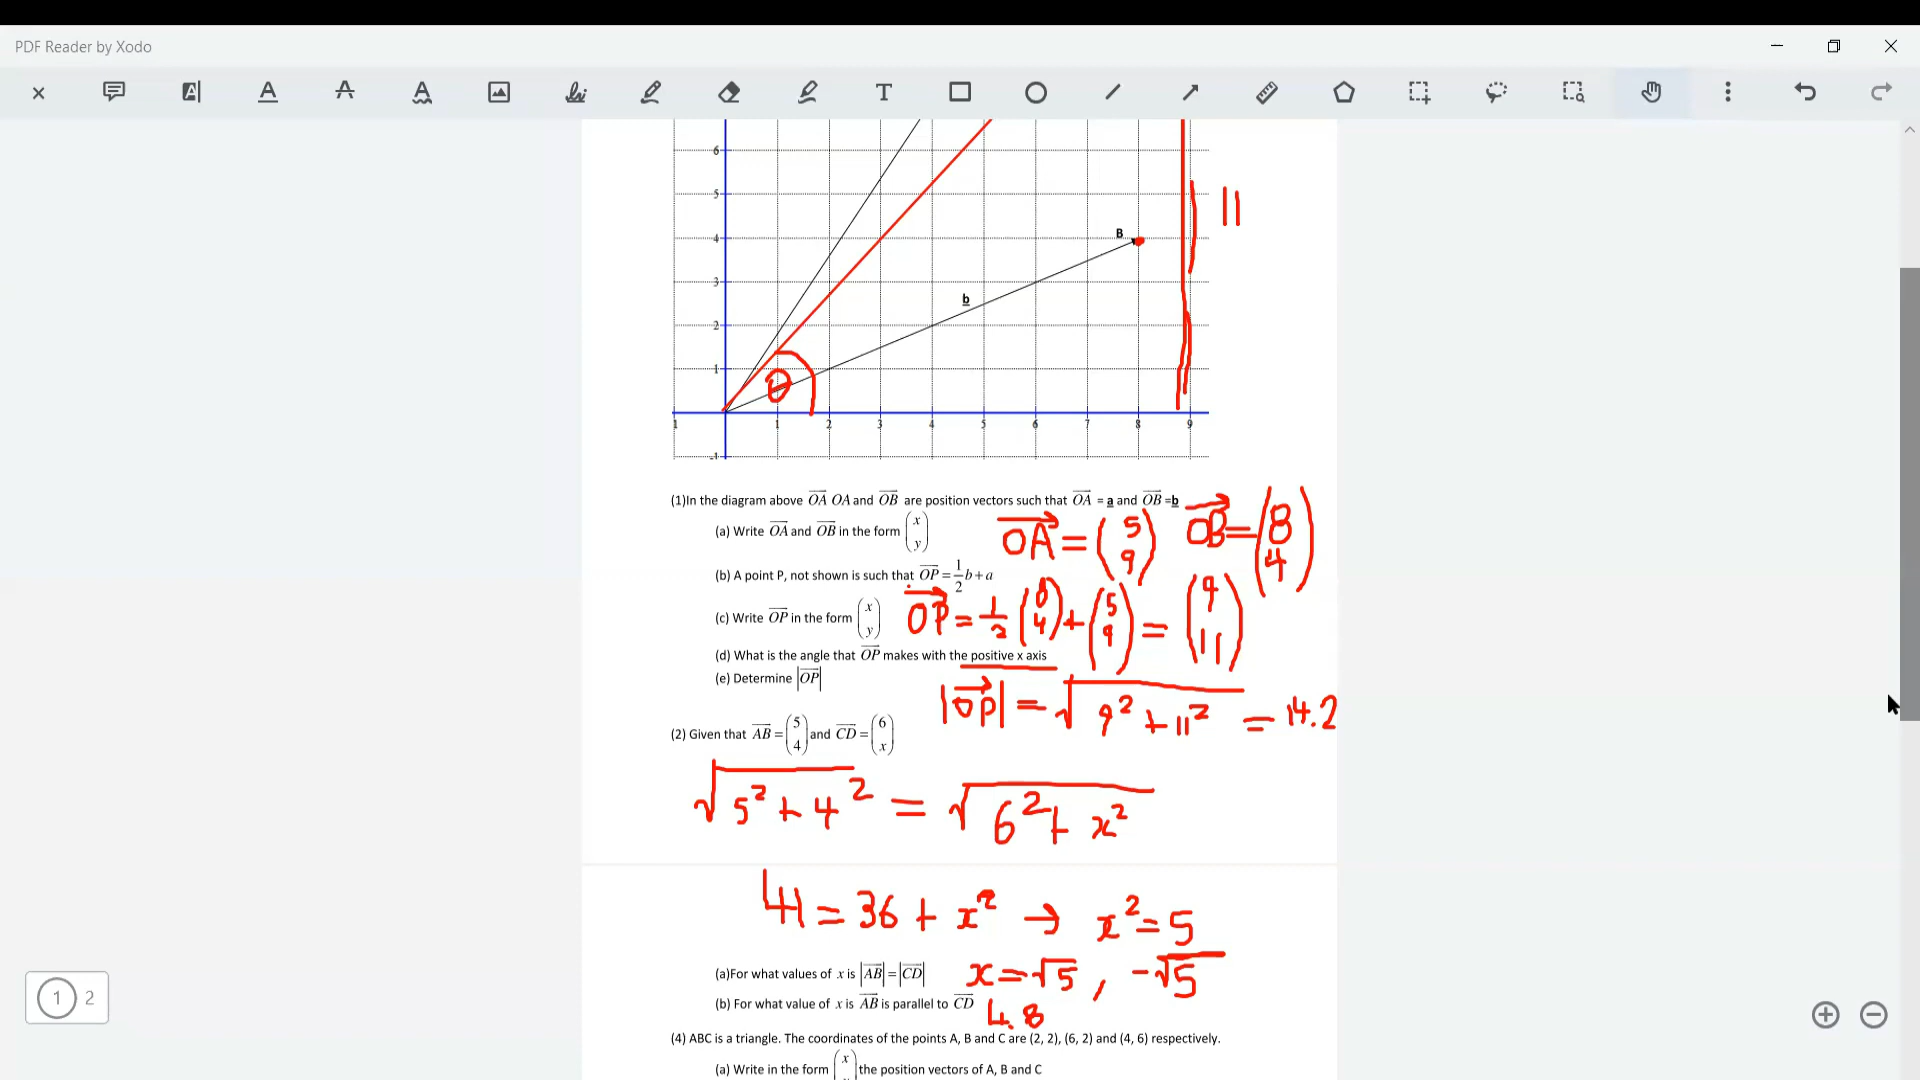 PDF Reader by Xodo
6
5
4
3
2
1
-1
1 1 2 3 4 5 6 7 8 9
B
b
θ
11
(1)In the diagram above OA OA and OB are position vectors such that OA = a and OB =b
(a) Write OA and OB in the form (x y)
OA = (5 9) OB = (8 4)
(b) A point P, not shown is such that OP = 1/2 b + a
(c) Write OP in the form (x y)
OP = 1/2 (8 4) + (5 9) = (9 11)
(d) What is the angle that OP makes with the positive x axis
(e) Determine |OP|
|OP| = √9² + 11² = 14.2
(2) Given that AB = (5 4) and CD = (6 x)
√5² + 4² = √6² + x²
41 = 36 + x² → x² = 5
(a)For what values of x is |AB| = |CD|
x = √5 , -√5
(b) For what value of x is AB is parallel to CD
4.8
(4) ABC is a triangle. The coordinates of the points A, B and C are (2, 2), (6, 2) and (4, 6) respectively.
(a) Write in the form (x the position vectors of A, B and C
1 2